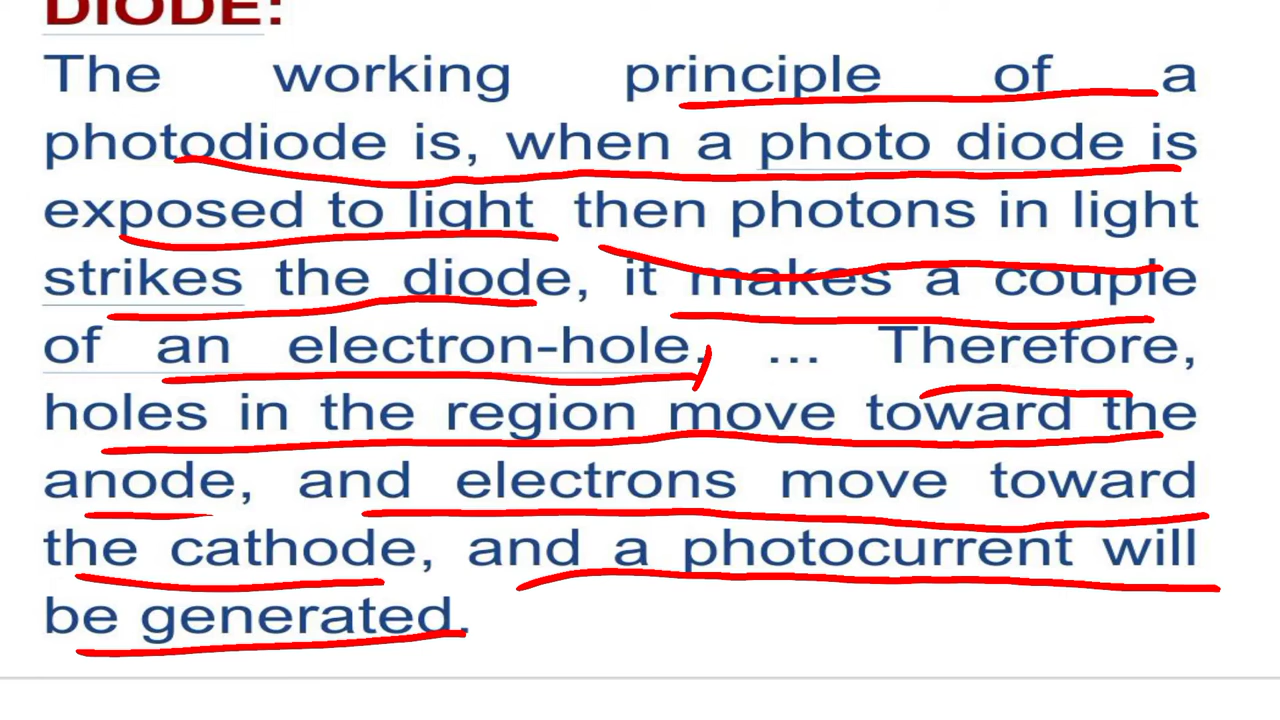 DIODE:
The working principle of a
photodiode is, when a photo diode is
exposed to light then photons in light
strikes the diode, it makes a couple
of an electron-hole. ... Therefore,
holes in the region move toward the
anode, and electrons move toward
the cathode, and a photocurrent will
be generated.